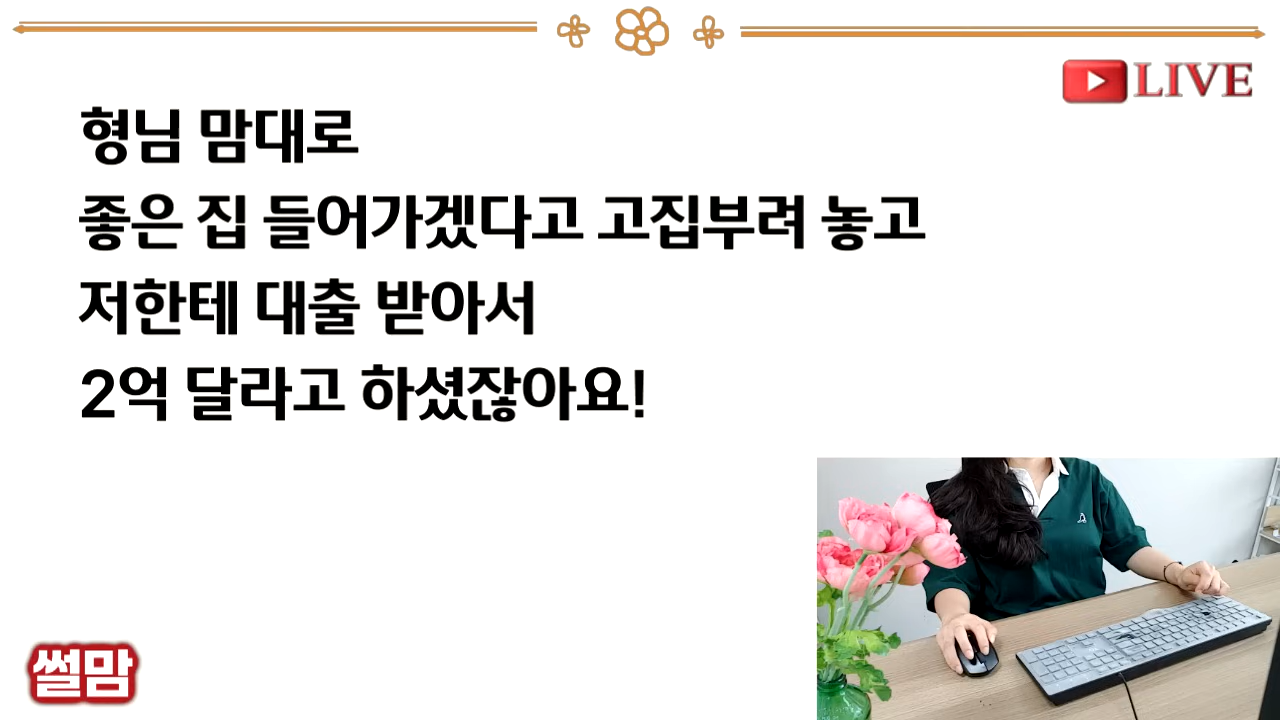 LIVE
형님 맘대로
좋은 집 들어가겠다고 고집부려 놓고
저한테 대출 받아서
2억 달라고 하셨잖아요!
썰맘